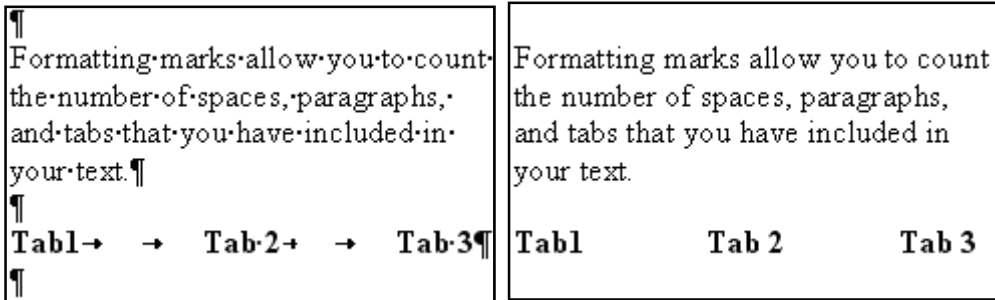 ¶
Formatting·marks·allow·you·to·count·
the·number·of·spaces,·paragraphs,·
and·tabs·that·you·have·included·in·
your·text.¶
¶
Tab1→ → Tab·2→ → Tab·3¶
¶
Formatting marks allow you to count
the number of spaces, paragraphs,
and tabs that you have included in
your text.
Tab1 Tab 2 Tab 3